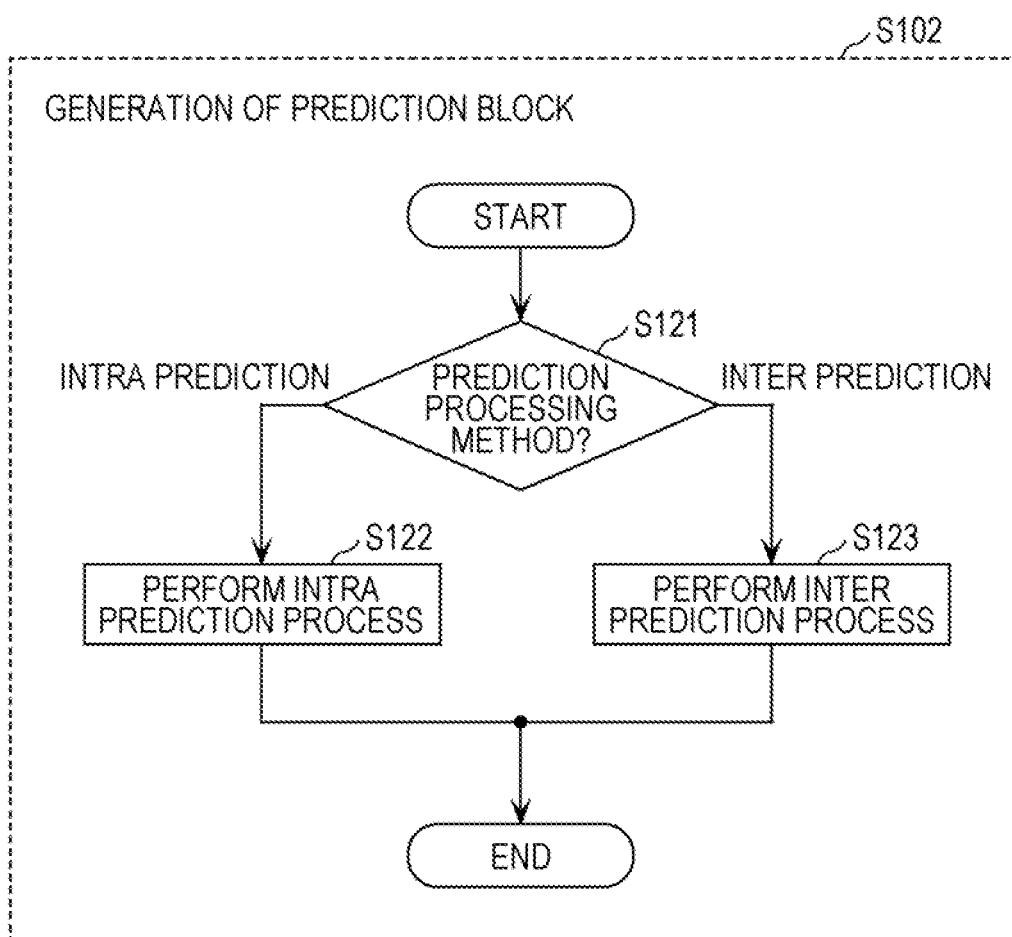 S102
GENERATION OF PREDICTION BLOCK
START
S121
INTRA PREDICTION
PREDICTION
PROCESSING
METHOD?
INTER PREDICTION
S122
PERFORM INTRA
PREDICTION PROCESS
S123
PERFORM INTER
PREDICTION PROCESS
END